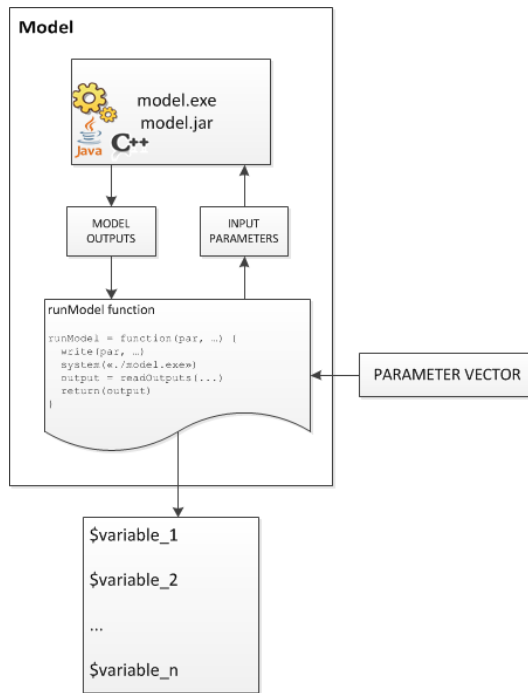 Model
model.exe
model.jar
Java
C++
MODEL
OUTPUTS
INPUT
PARAMETERS
runModel function
runModel = function(par, …) {
write(par, …)
system(«./model.exe»)
output = readOutputs(...)
return(output)
}
PARAMETER VECTOR
$variable_1
$variable_2
...
$variable_n